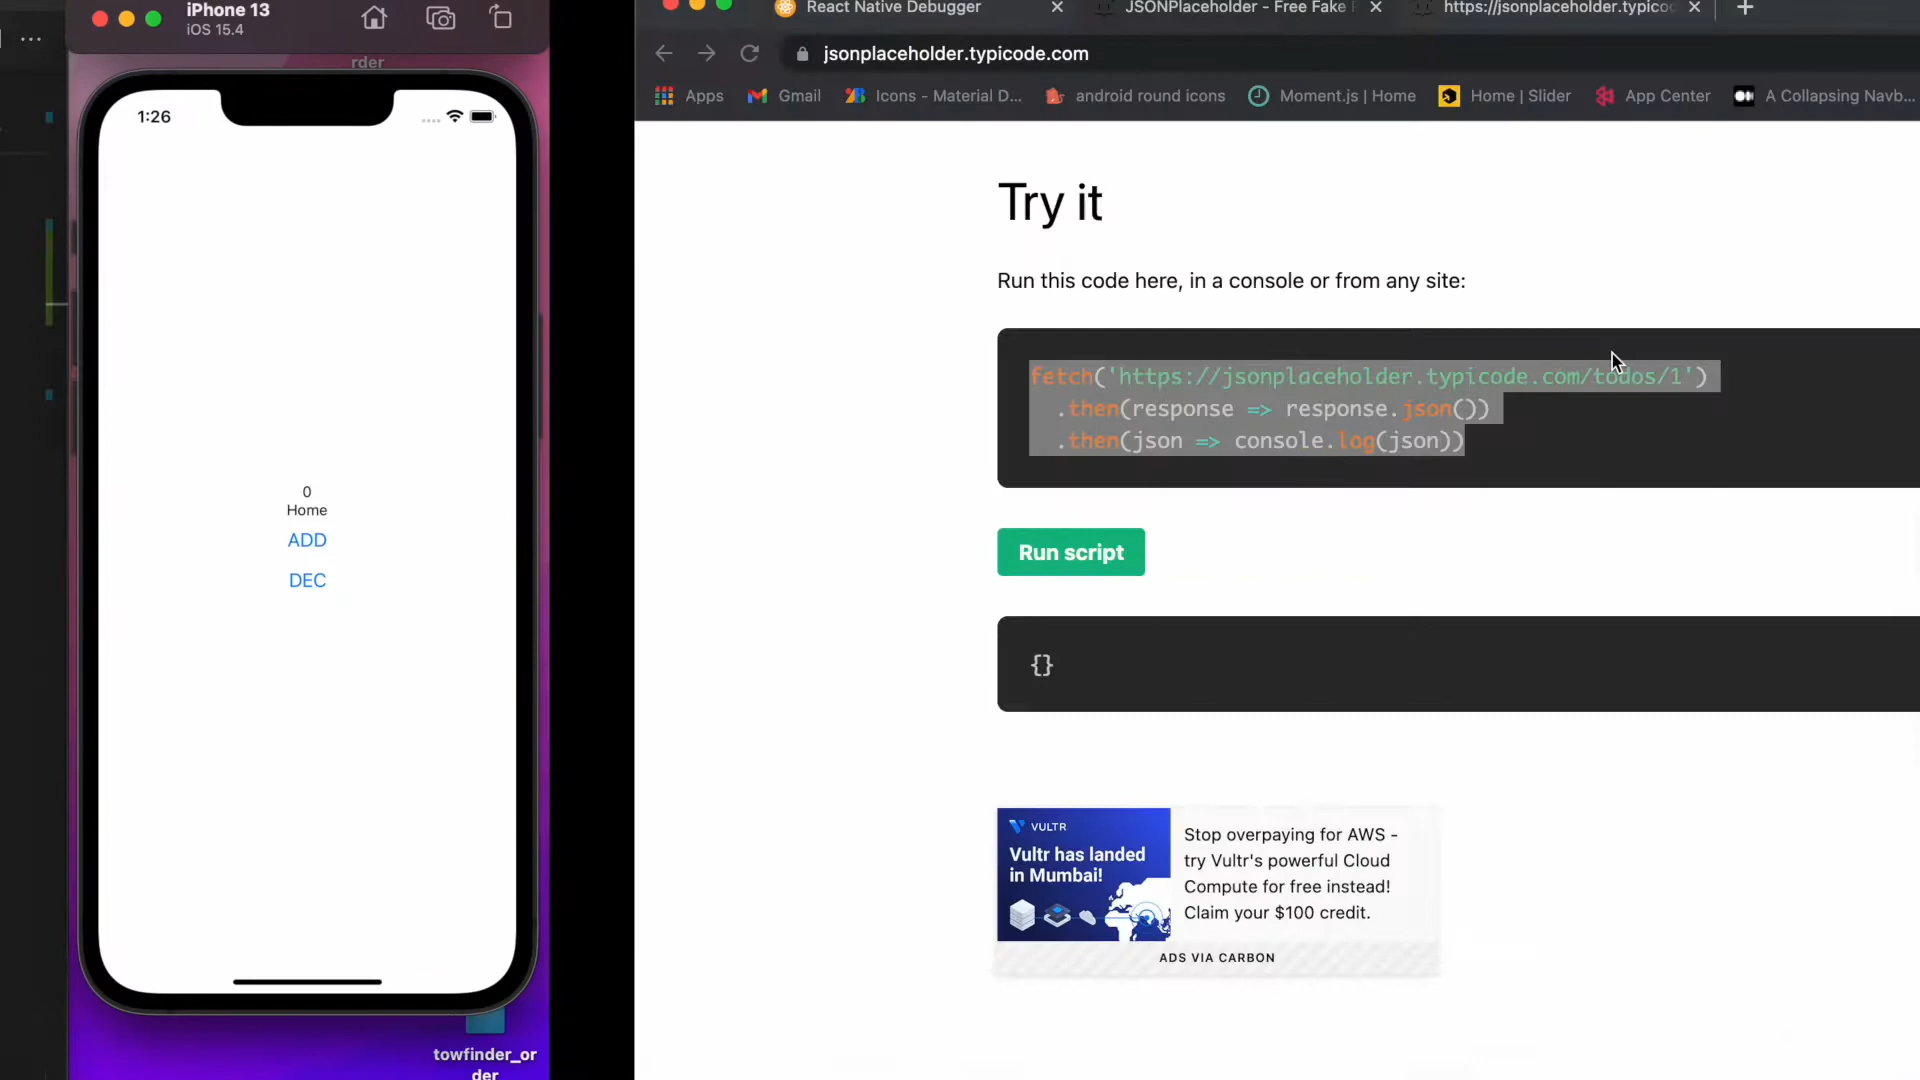 iPhone 13
iOS 15.4
rder
1:26
0
Home
ADD
DEC
towfinder_or
der
React Native Debugger
JSONPlaceholder - Free Fake
https://jsonplaceholder.typico
jsonplaceholder.typicode.com
Apps
Gmail
Icons - Material D...
android round icons
Moment.js | Home
Home | Slider
App Center
A Collapsing Navb...
Try it
Run this code here, in a console or from any site:
fetch('https://jsonplaceholder.typicode.com/todos/1')
.then(response => response.json())
.then(json => console.log(json))
Run script
{}
VULTR
Vultr has landed
in Mumbai!
Stop overpaying for AWS -
try Vultr's powerful Cloud
Compute for free instead!
Claim your $100 credit.
ADS VIA CARBON